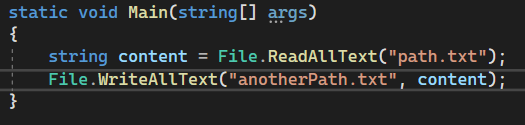 static void Main(string[] args)
{
    string content = File.ReadAllText("path.txt");
    File.WriteAllText("anotherPath.txt", content);
}